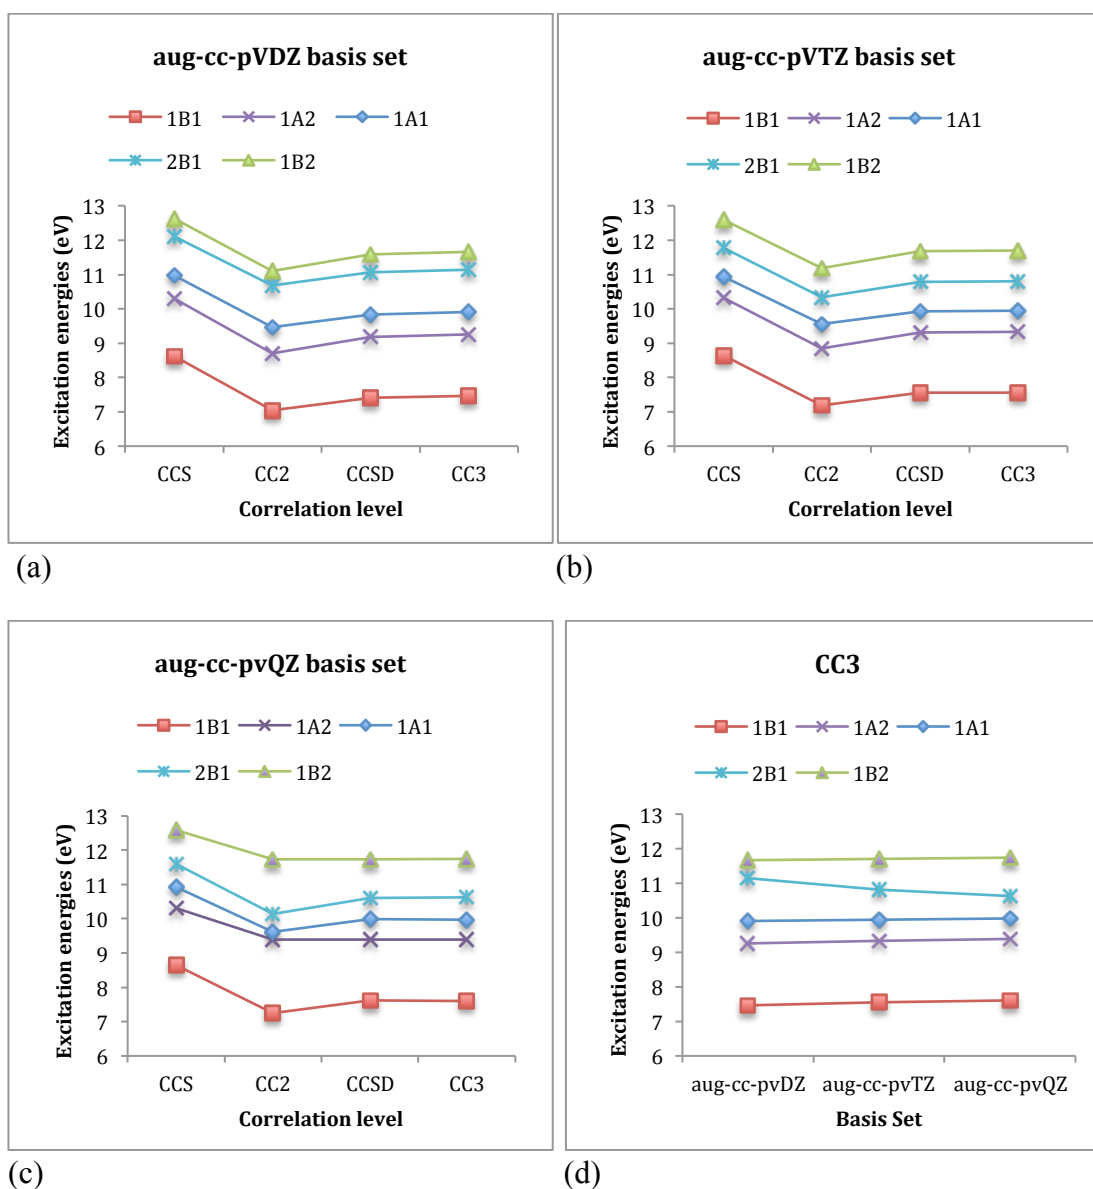 aug-cc-pVDZ basis set
1B1 1A2 1A1
2B1 1B2
Excitation energies (eV)
13
12
11
10
9
8
7
6
CCS CC2 CCSD CC3
Correlation level
(a)
aug-cc-pVTZ basis set
1B1 1A2 1A1
2B1 1B2
Excitation energies (eV)
13
12
11
10
9
8
7
6
CCS CC2 CCSD CC3
Correlation level
(b)
aug-cc-pvQZ basis set
1B1 1A2 1A1
2B1 1B2
Excitation energies (eV)
13
12
11
10
9
8
7
6
CCS CC2 CCSD CC3
Correlation level
(c)
CC3
1B1 1A2 1A1
2B1 1B2
Excitation energies (eV)
13
12
11
10
9
8
7
6
aug-cc-pvDZ aug-cc-pvTZ aug-cc-pvQZ
Basis Set
(d)